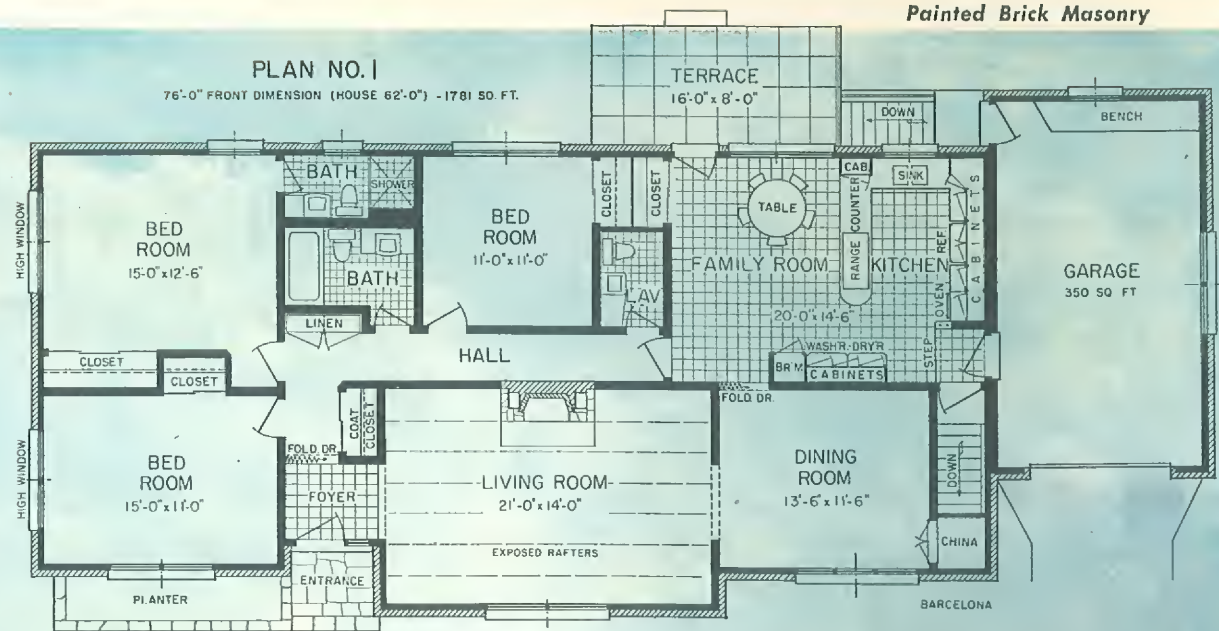 Painted Brick Masonry
PLAN NO. 1
76'-0" FRONT DIMENSION (HOUSE 62'-0") - 1781 SO. FT.
TERRACE
16'-0" x 8'-0"
DOWN
BENCH
BATH
SHOWER
CLOSET
CLOSET
CAB
SINK
HIGH WINDOW
BED
ROOM
15'-0" x 12'-6"
BED
ROOM
11'-0" x 11'-0"
TABLE
COUNTER
CABINETS
BATH
LAV
FAMILY ROOM
RANGE
KITCHEN
REF
OVEN
GARAGE
350 SQ FT
20'-0" x 14'-6"
LINEN
HALL
CLOSET
CLOSET
WASH'R-DRY'R
BR'M
CABINETS
STEP
FOLD. DR.
COAT
CLOSET
FOLD. DR.
HIGH WINDOW
BED
ROOM
15'-0" x 11'-0"
FOYER
LIVING ROOM
21'-0" x 14'-0"
EXPOSED RAFTERS
DINING
ROOM
13'-6" x 11'-6"
DOWN
CHINA
ENTRANCE
PLANTER
BARCELONA